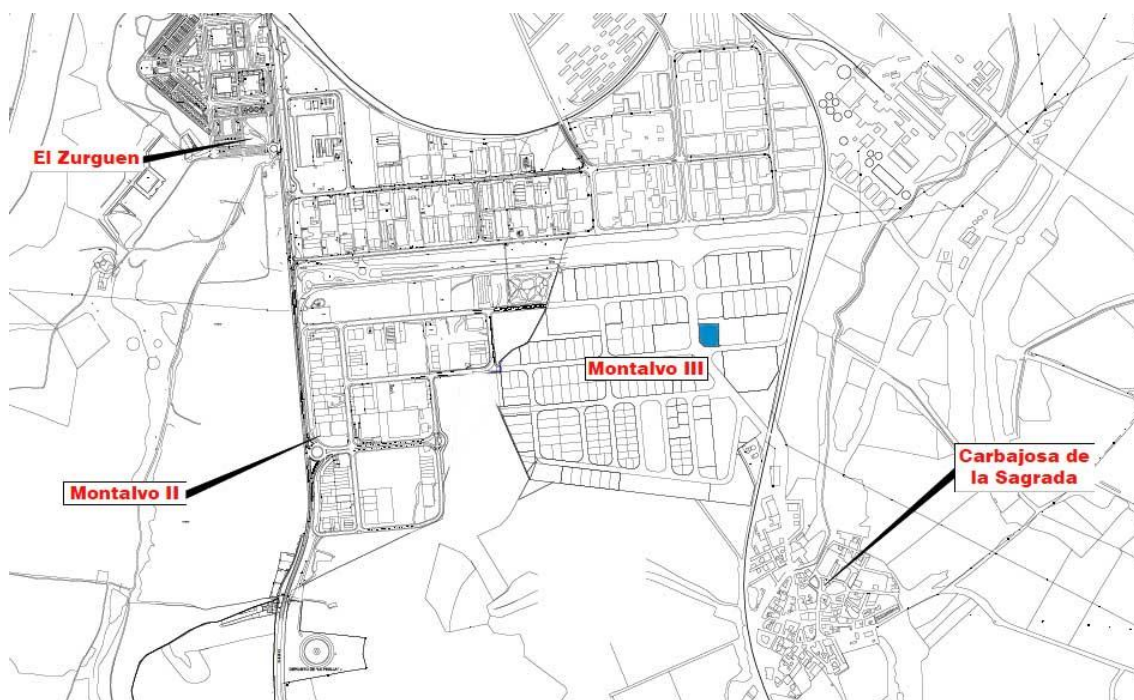 El Zurguen
Montalvo III
Carbajosa de
la Sagrada
Montalvo II